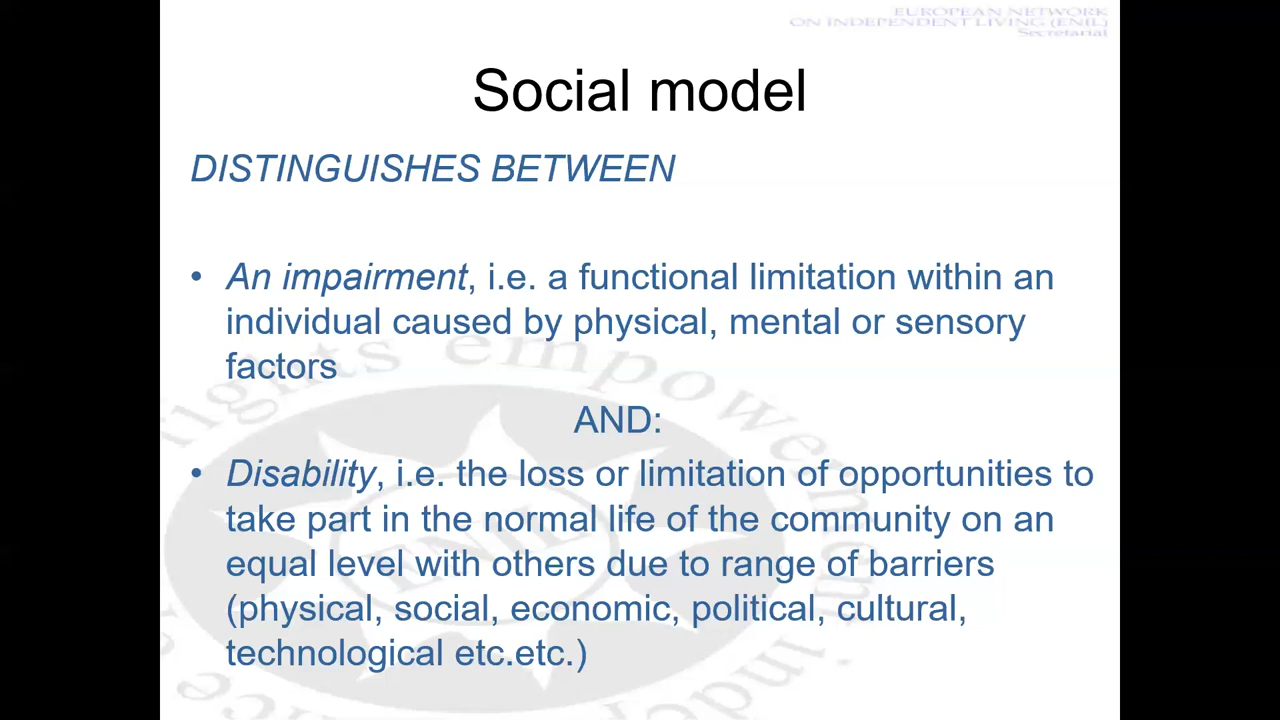 EUROPEAN NETWORK
ON INDEPENDENT LIVING (ENIL)
Secretariat
Social model
DISTINGUISHES BETWEEN
• An impairment, i.e. a functional limitation within an
individual caused by physical, mental or sensory
factors
AND:
• Disability, i.e. the loss or limitation of opportunities to
take part in the normal life of the community on an
equal level with others due to range of barriers
(physical, social, economic, political, cultural,
technological etc.etc.)
rights empowerment
ENIL